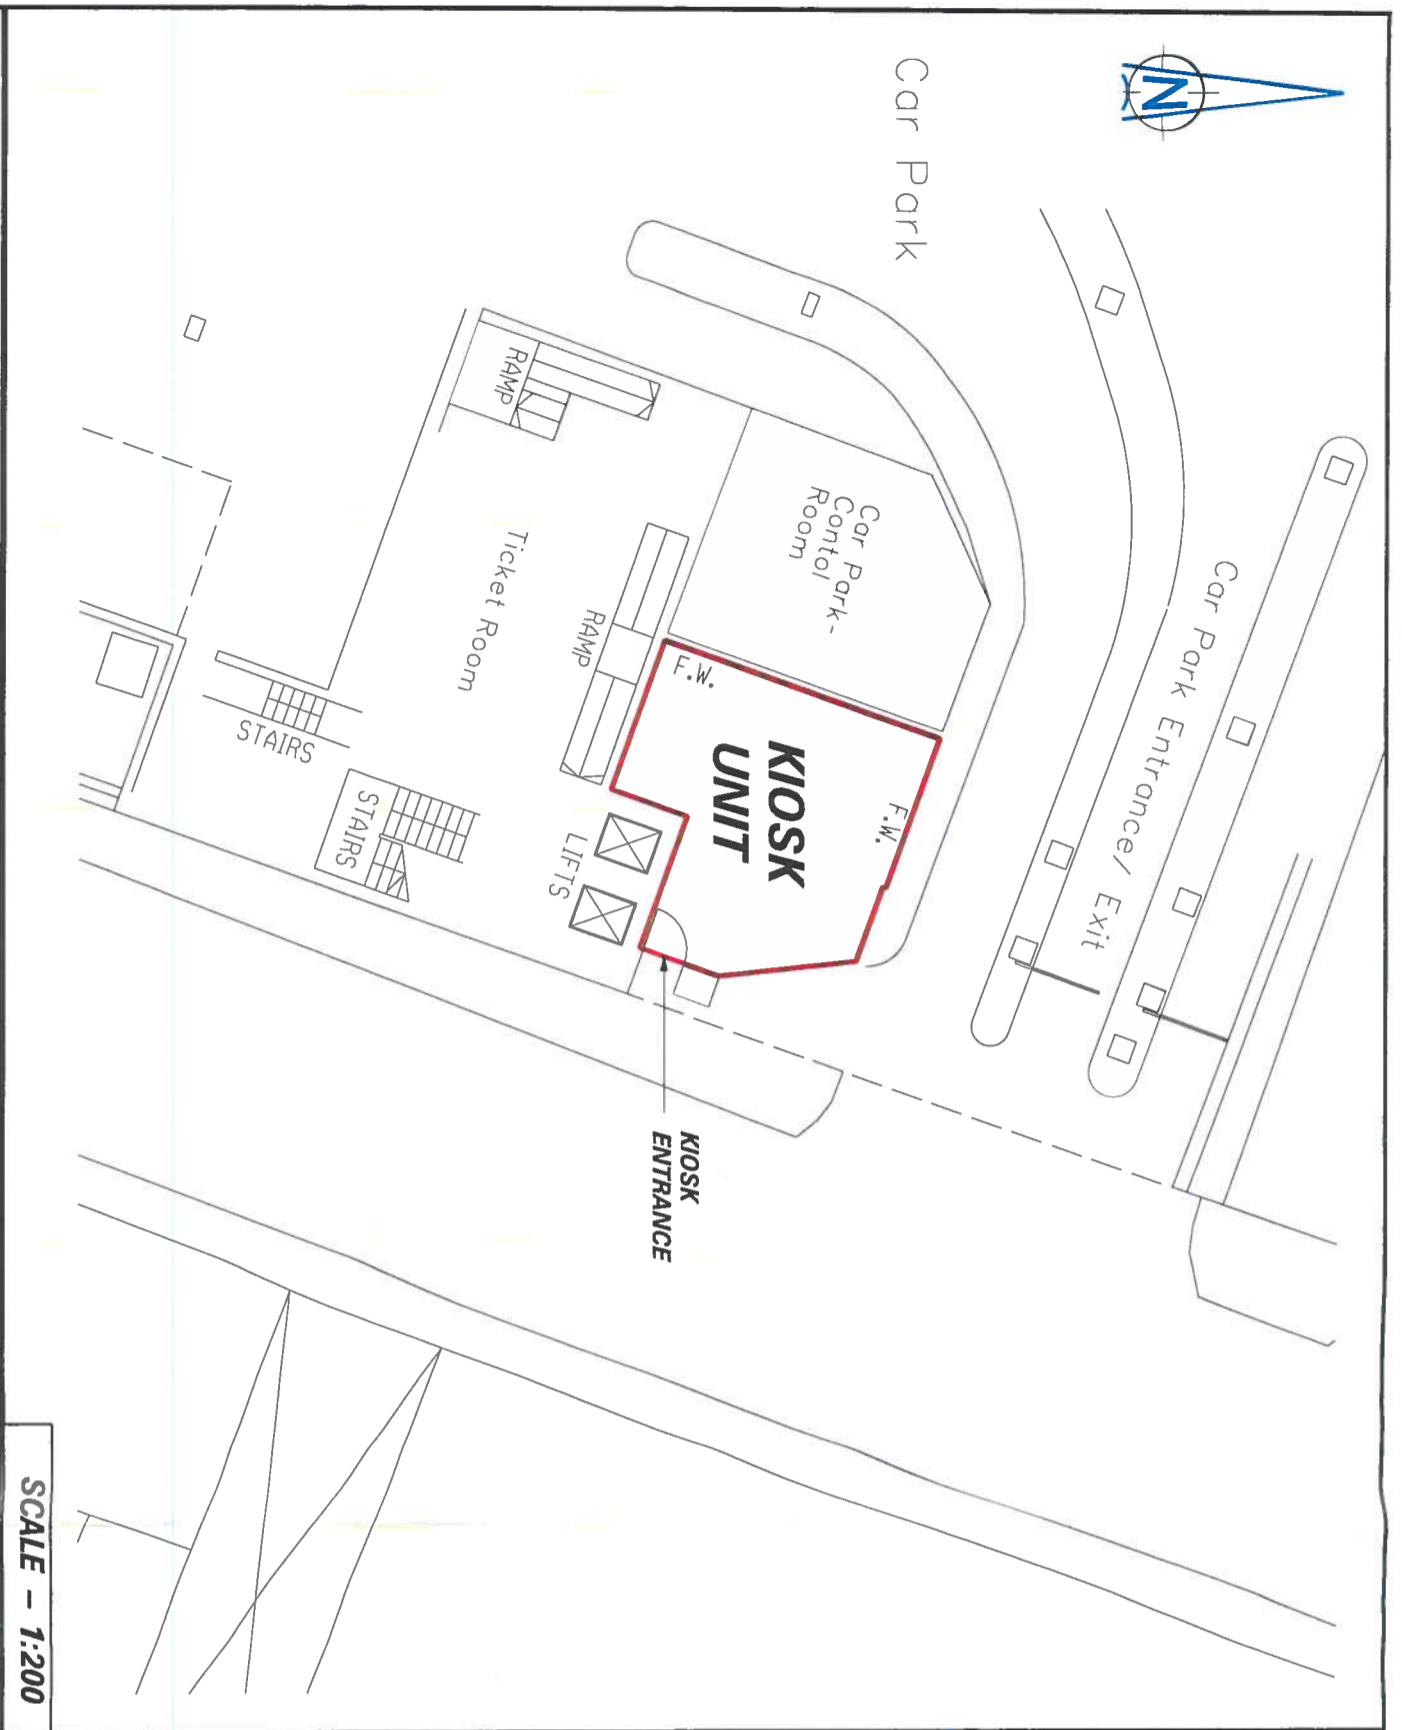 N
Car Park
Car Park Entrance/ Exit
Car Park-
Contol
Room
F.W.
KIOSK
UNIT
F.W.
RAMP
RAMP
Ticket Room
LIFTS
STAIRS
STAIRS
KIOSK
ENTRANCE
SCALE - 1:200